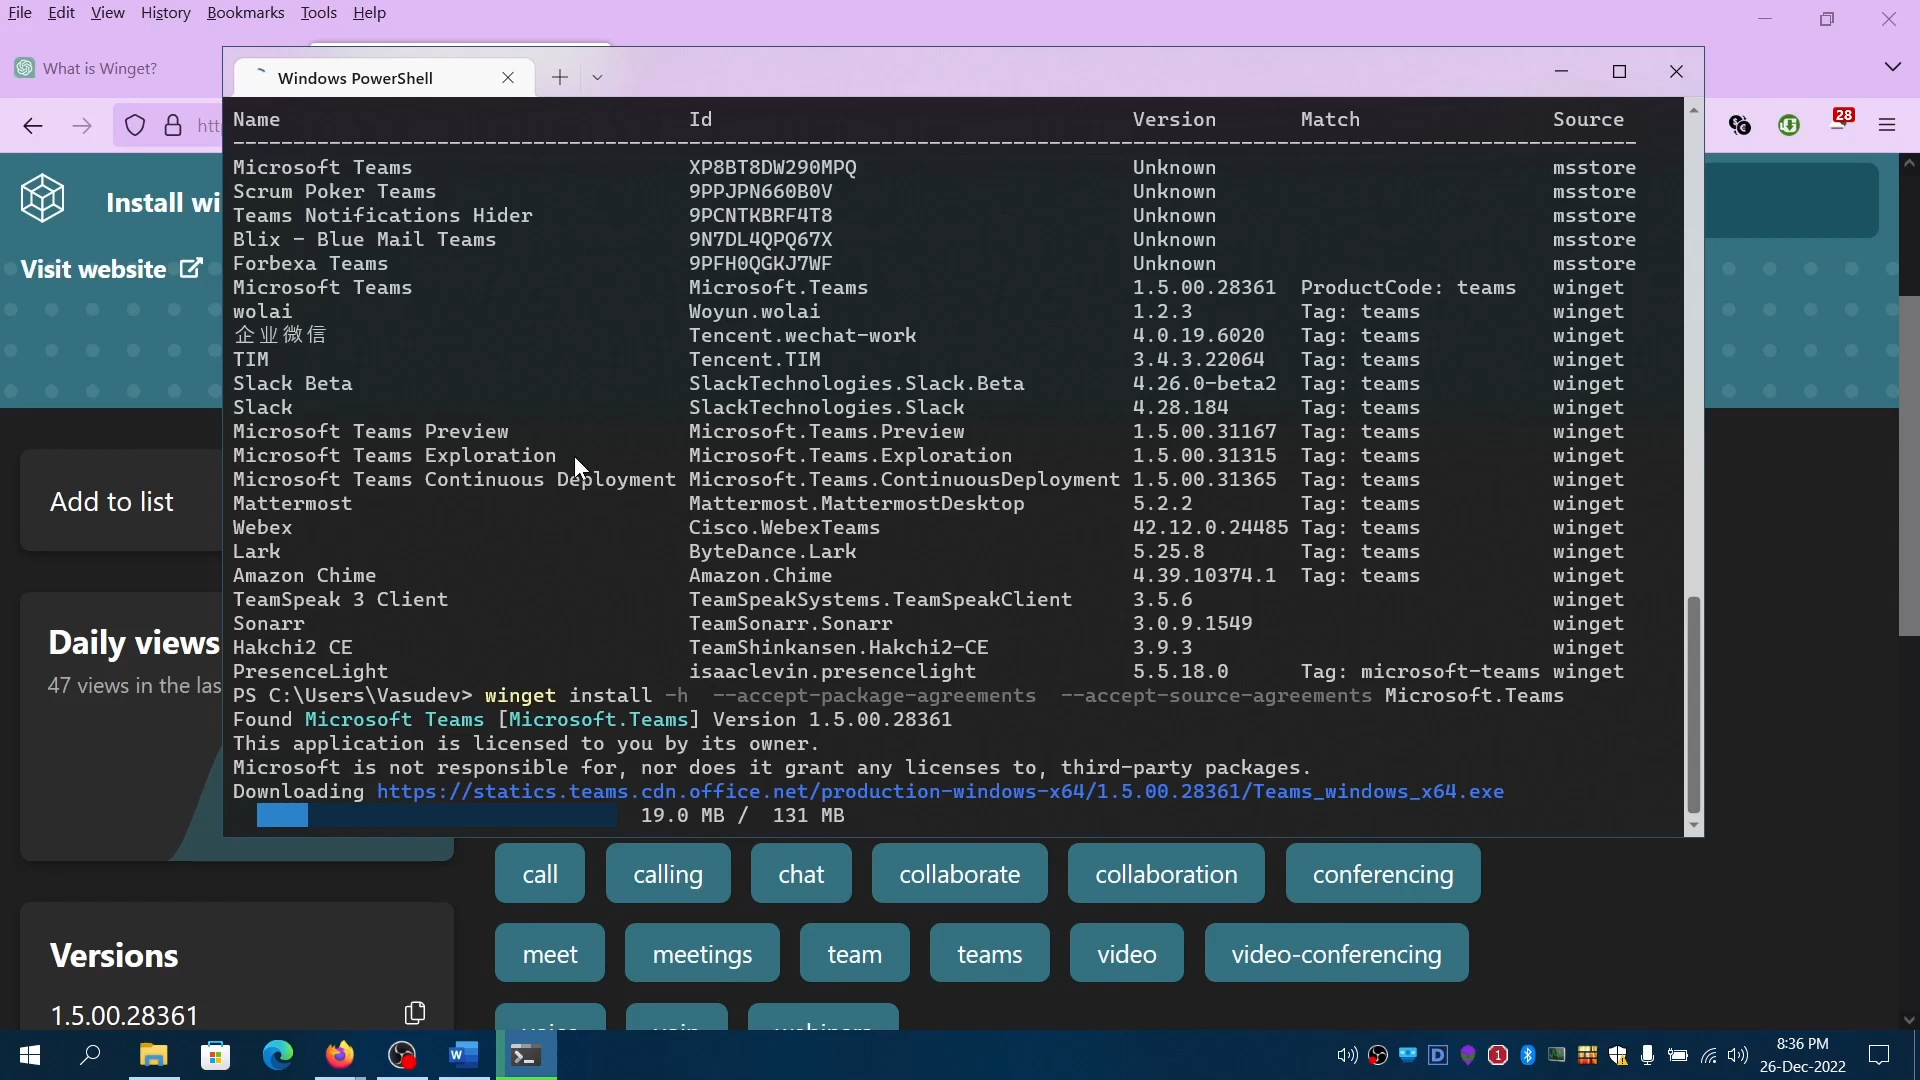 File Edit View History Bookmarks Tools Help
What is Winget?
Windows PowerShell
28
Install wi
Visit website
Add to list
Daily views
47 views in the las
Versions
1.5.00.28361
Name Id Version Match Source
Microsoft Teams XP8BT8DW290MPQ Unknown msstore
Scrum Poker Teams 9PPJPN660B0V Unknown msstore
Teams Notifications Hider 9PCNTKBRF4T8 Unknown msstore
Blix - Blue Mail Teams 9N7DL4QPQ67X Unknown msstore
Forbexa Teams 9PFH0QGKJ7WF Unknown msstore
Microsoft Teams Microsoft.Teams 1.5.00.28361 ProductCode: teams winget
wolai Woyun.wolai 1.2.3 Tag: teams winget
企业微信 Tencent.wechat-work 4.0.19.6020 Tag: teams winget
TIM Tencent.TIM 3.4.3.22064 Tag: teams winget
Slack Beta SlackTechnologies.Slack.Beta 4.26.0-beta2 Tag: teams winget
Slack SlackTechnologies.Slack 4.28.184 Tag: teams winget
Microsoft Teams Preview Microsoft.Teams.Preview 1.5.00.31167 Tag: teams winget
Microsoft Teams Exploration Microsoft.Teams.Exploration 1.5.00.31315 Tag: teams winget
Microsoft Teams Continuous Deployment Microsoft.Teams.ContinuousDeployment 1.5.00.31365 Tag: teams winget
Mattermost Mattermost.MattermostDesktop 5.2.2 Tag: teams winget
Webex Cisco.WebexTeams 42.12.0.24485 Tag: teams winget
Lark ByteDance.Lark 5.25.8 Tag: teams winget
Amazon Chime Amazon.Chime 4.39.10374.1 Tag: teams winget
TeamSpeak 3 Client TeamSpeakSystems.TeamSpeakClient 3.5.6 winget
Sonarr TeamSonarr.Sonarr 3.0.9.1549 winget
Hakchi2 CE TeamShinkansen.Hakchi2-CE 3.9.3 winget
PresenceLight isaaclevin.presencelight 5.5.18.0 Tag: microsoft-teams winget
PS C:\Users\Vasudev> winget install -h --accept-package-agreements --accept-source-agreements Microsoft.Teams
Found Microsoft Teams [Microsoft.Teams] Version 1.5.00.28361
This application is licensed to you by its owner.
Microsoft is not responsible for, nor does it grant any licenses to, third-party packages.
Downloading https://statics.teams.cdn.office.net/production-windows-x64/1.5.00.28361/Teams_windows_x64.exe
19.0 MB / 131 MB
call calling chat collaborate collaboration conferencing
meet meetings team teams video video-conferencing
8:36 PM
26-Dec-2022